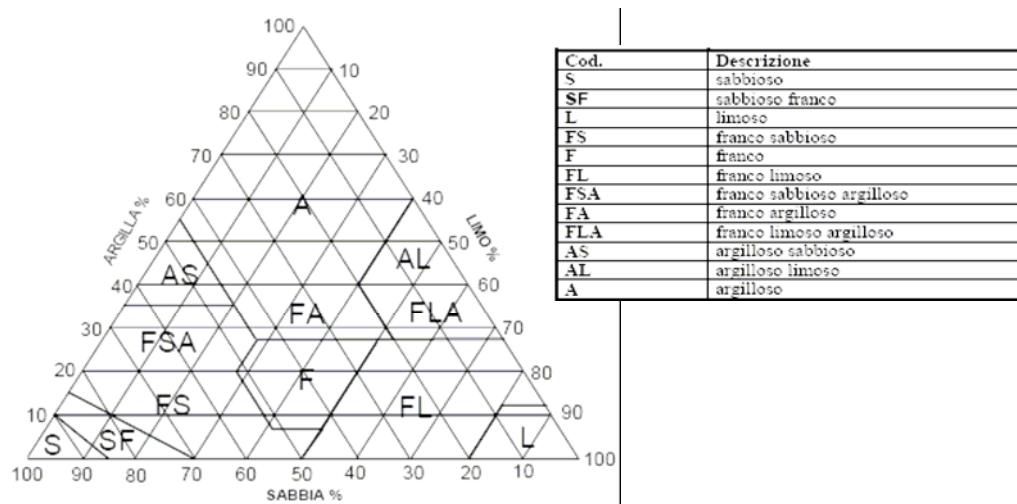 100
90 10
80 20
70 30
60 A 40
ARGILLA %
LIMO %
50 50
AS AL
40 60
FA FLA
30 70
FSA
20 F 80
FS FL
10 90
S SF L
100 90 80 70 60 50 40 30 20 10 100
SABBIA %
Cod. Descrizione
S sabbioso
SF sabbioso franco
L limoso
FS franco sabbioso
F franco
FL franco limoso
FSA franco sabbioso argilloso
FA franco argilloso
FLA franco limoso argilloso
AS argilloso sabbioso
AL argilloso limoso
A argilloso